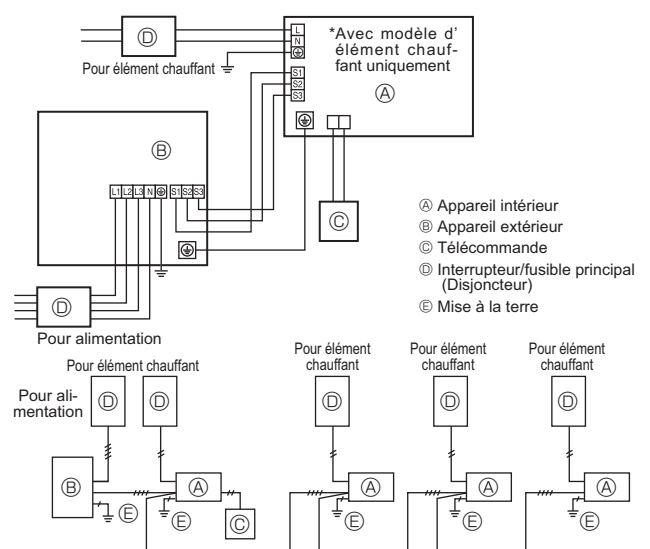 Ⓓ
Pour élément chauffant
L
N
*Avec modèle d'
élément chauf-
fant uniquement
Ⓐ
S1
S2
S3
Ⓑ
L1 L2 L3 N S1 S2 S3
Ⓒ
Ⓓ
Pour alimentation
Ⓐ Appareil intérieur
Ⓑ Appareil extérieur
Ⓒ Télécommande
Ⓓ Interrupteur/fusible principal
(Disjoncteur)
Ⓔ Mise à la terre
Pour élément chauffant
Pour ali-
mentation
Ⓓ Ⓓ
Ⓑ Ⓔ Ⓐ Ⓔ Ⓒ
Pour élément
chauffant
Ⓓ
Ⓐ
Ⓔ
Pour élément
chauffant
Ⓓ
Ⓐ
Ⓔ
Pour élément
chauffant
Ⓓ
Ⓐ
Ⓔ